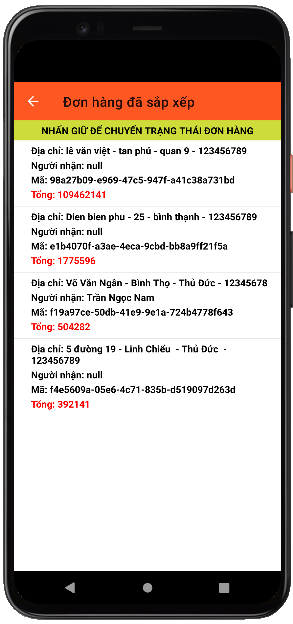 Đơn hàng đã sắp xếp
NHẤN GIỮ ĐỂ CHUYỂN TRẠNG THÁI ĐƠN HÀNG
Địa chỉ: lê văn việt - tan phú - quan 9 - 123456789
Người nhận: null
Mã: 98a27b09-e969-47c5-947f-a41c38a731bd
Tổng: 109462141
Địa chỉ: Dien bien phu - 25 - bình thạnh - 123456789
Người nhận: null
Mã: e1b4070f-a3ae-4eca-9cbd-bb8a9ff21f5a
Tổng: 1775596
Địa chỉ: Võ Văn Ngân - Bình Thọ - Thủ Đức - 12345678
Người nhận: Trần Ngọc Nam
Mã: f19a97ce-50db-41e9-9e1a-724b4778f643
Tổng: 504282
Địa chỉ: 5 đường 19 - Linh Chiểu - Thủ Đức -
123456789
Người nhận: null
Mã: f4e5609a-05e6-4c71-835b-d519097d263d
Tổng: 392141